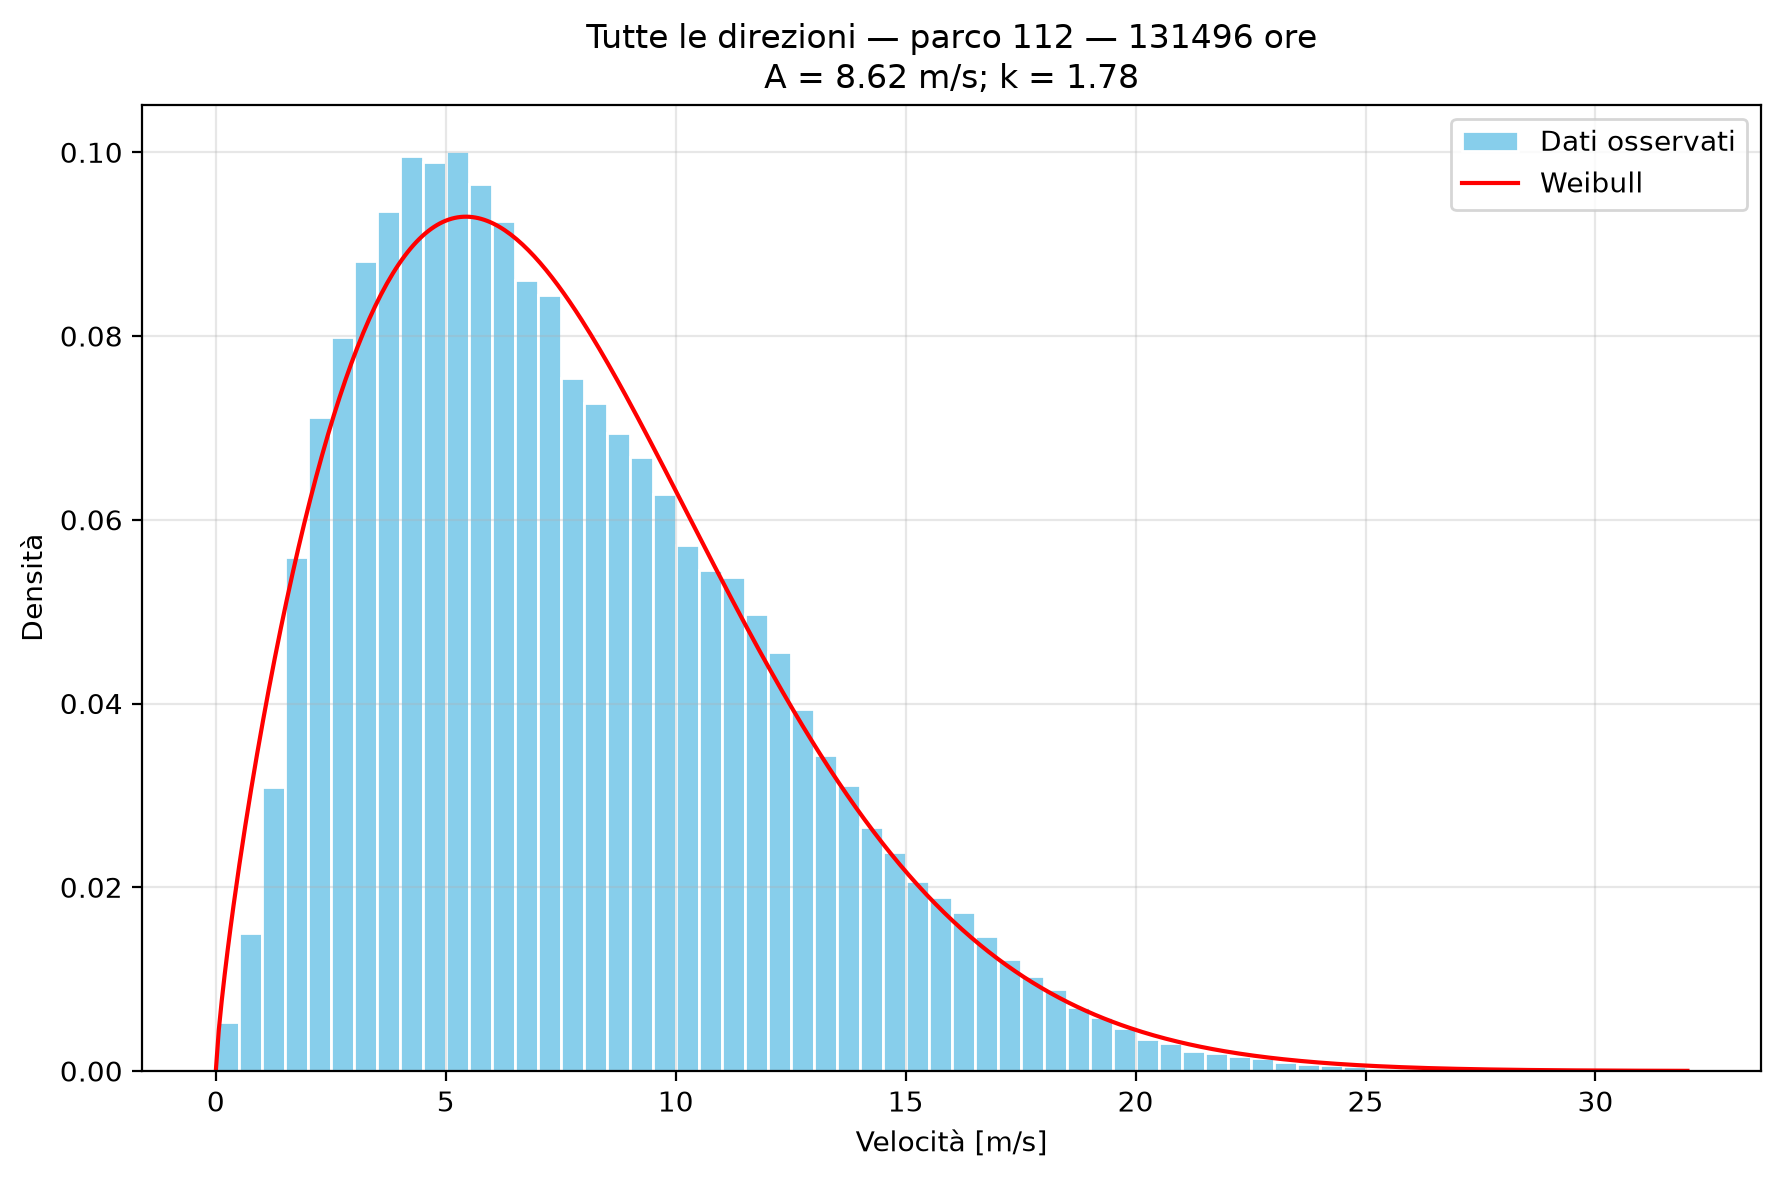 Tutte le direzioni — parco 112 — 131496 ore
A = 8.62 m/s; k = 1.78
Dati osservati
Weibull
0.10
0.08
0.06
0.04
0.02
0.00
Densità
0 5 10 15 20 25 30
Velocità [m/s]